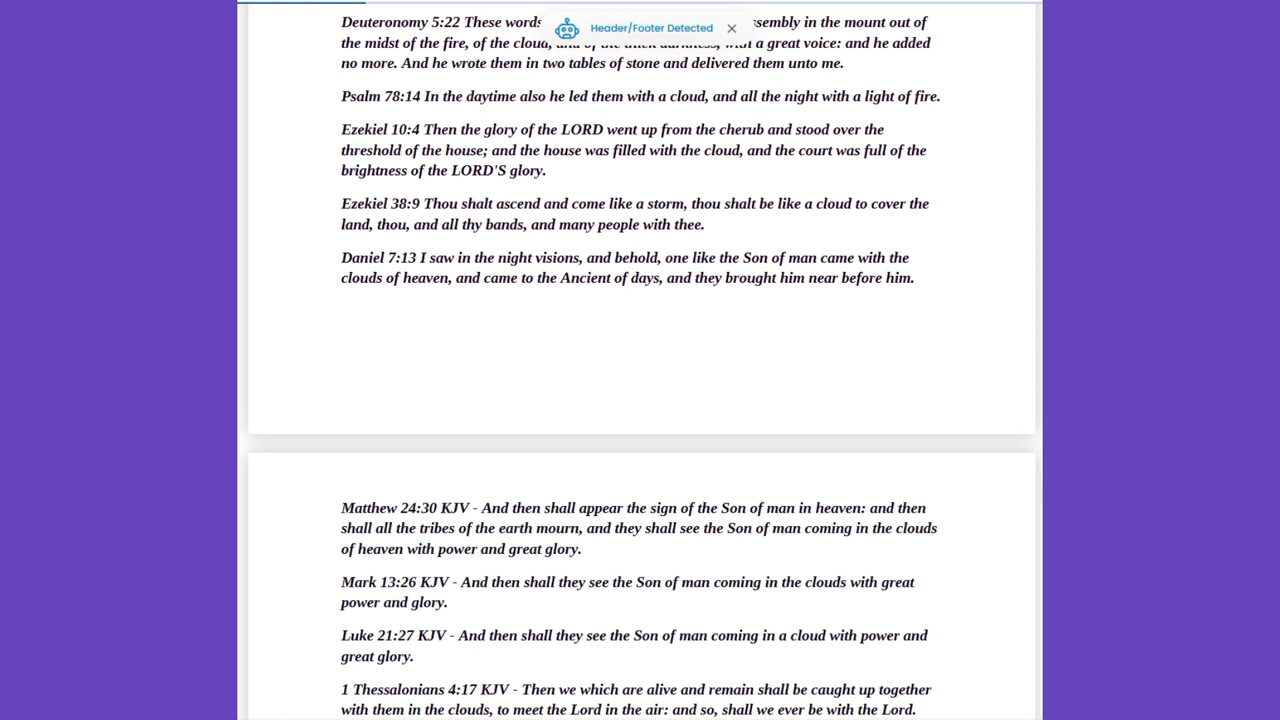 Deuteronomy 5:22 These words
ssembly in the mount out of
Header/Footer Detected
the midst of the fire, of the cloud, and of the thick darkness, with a great voice: and he added
no more. And he wrote them in two tables of stone and delivered them unto me.
Psalm 78:14 In the daytime also he led them with a cloud, and all the night with a light of fire.
Ezekiel 10:4 Then the glory of the LORD went up from the cherub and stood over the
threshold of the house; and the house was filled with the cloud, and the court was full of the
brightness of the LORD'S glory.
Ezekiel 38:9 Thou shalt ascend and come like a storm, thou shalt be like a cloud to cover the
land, thou, and all thy bands, and many people with thee.
Daniel 7:13 I saw in the night visions, and behold, one like the Son of man came with the
clouds of heaven, and came to the Ancient of days, and they brought him near before him.
Matthew 24:30 KJV - And then shall appear the sign of the Son of man in heaven: and then
shall all the tribes of the earth mourn, and they shall see the Son of man coming in the clouds
of heaven with power and great glory.
Mark 13:26 KJV - And then shall they see the Son of man coming in the clouds with great
power and glory.
Luke 21:27 KJV - And then shall they see the Son of man coming in a cloud with power and
great glory.
1 Thessalonians 4:17 KJV - Then we which are alive and remain shall be caught up together
with them in the clouds, to meet the Lord in the air: and so, shall we ever be with the Lord.